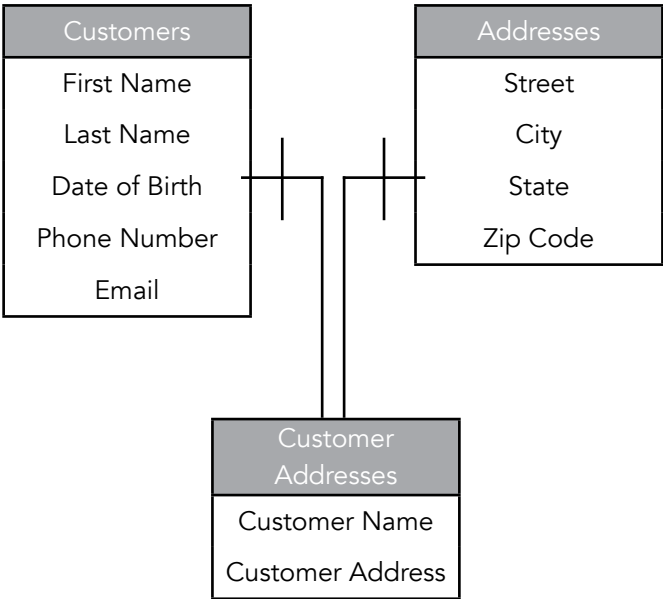 Customers
First Name
Last Name
Date of Birth
Phone Number
Email
Addresses
Street
City
State
Zip Code
Customer
Addresses
Customer Name
Customer Address